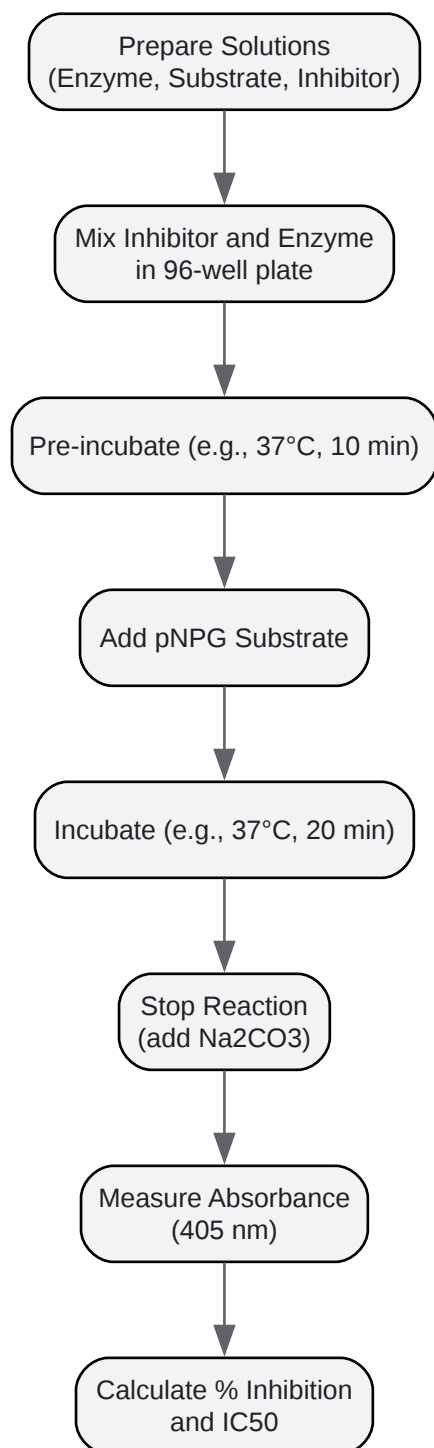 Prepare Solutions
(Enzyme, Substrate, Inhibitor)
Mix Inhibitor and Enzyme
in 96-well plate
Pre-incubate (e.g., 37°C, 10 min)
Add pNPG Substrate
Incubate (e.g., 37°C, 20 min)
Stop Reaction
(add Na2CO3)
Measure Absorbance
(405 nm)
Calculate % Inhibition
and IC50